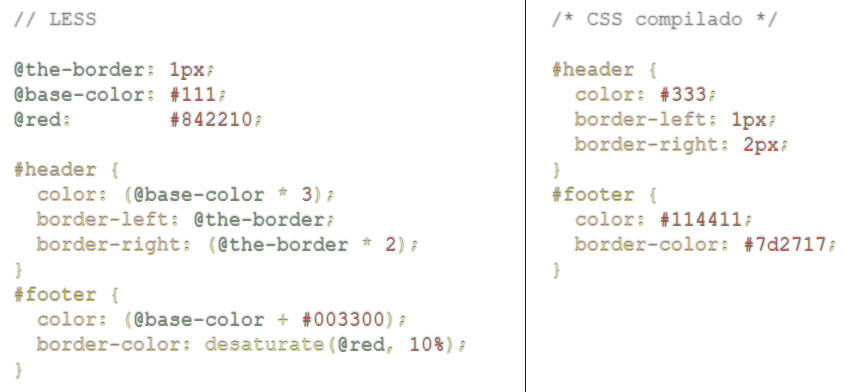 // LESS

@the-border: 1px;
@base-color: #111;
@red:        #842210;

#header {
  color: (@base-color * 3);
  border-left: @the-border;
  border-right: (@the-border * 2);
}
#footer {
  color: (@base-color + #003300);
  border-color: desaturate(@red, 10%);
}
/* CSS compilado */

#header {
  color: #333;
  border-left: 1px;
  border-right: 2px;
}
#footer {
  color: #114411;
  border-color: #7d2717;
}